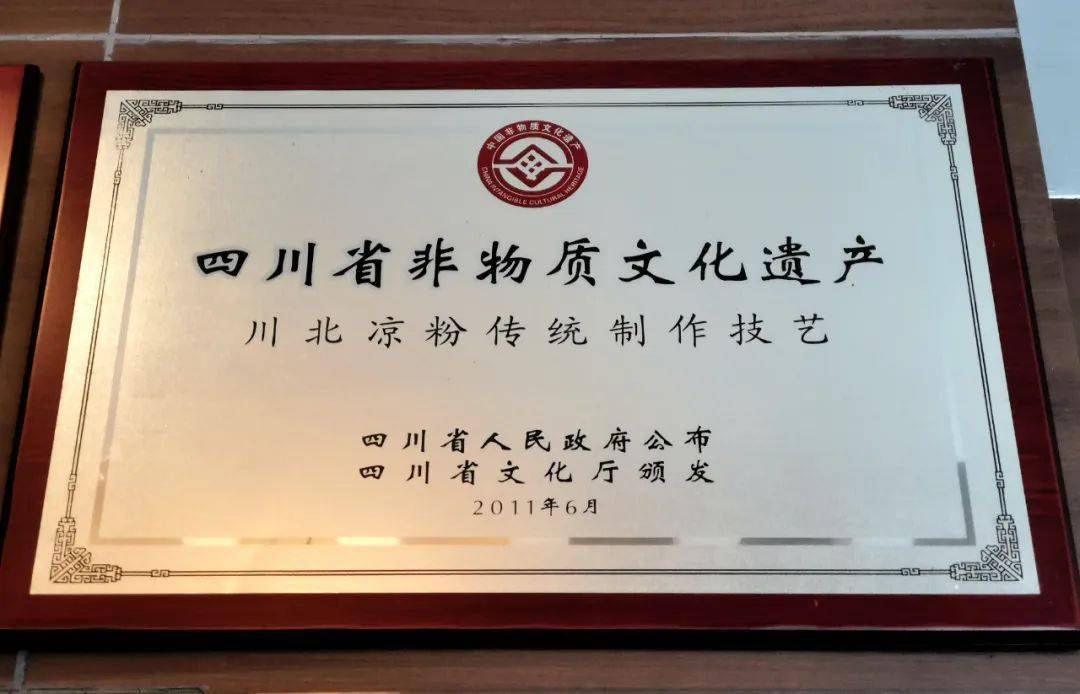 中国非物质文化遗产
CHINA INTANGIBLE CULTURAL HERITAGE
四川省非物质文化遗产
川北凉粉传统制作技艺
四川省人民政府公布
四川省文化厅颁发
2011年6月